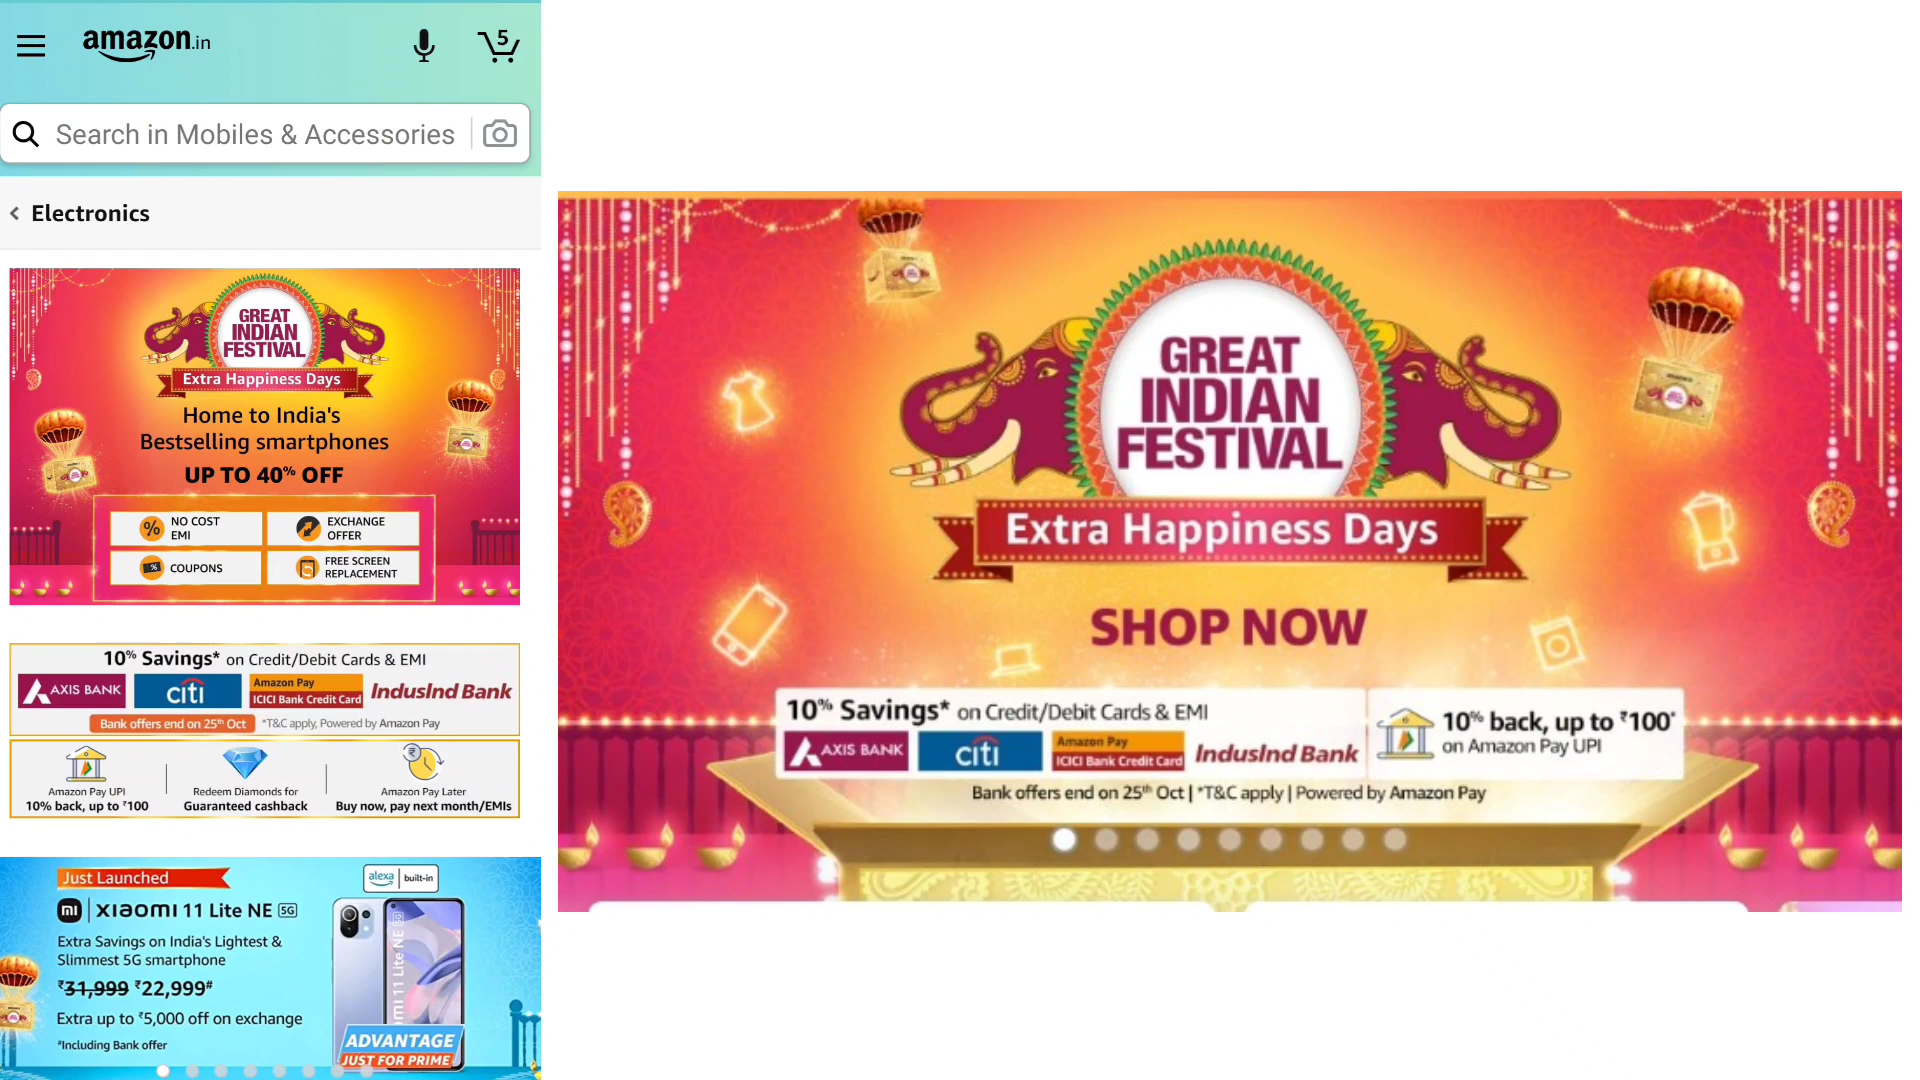 amazon.in
5
Search in Mobiles & Accessories
Electronics
GREAT
INDIAN
FESTIVAL
Extra Happiness Days
Home to India's
Bestselling smartphones
UP TO 40% OFF
% NO COST
EMI
EXCHANGE
OFFER
% COUPONS
FREE SCREEN
REPLACEMENT
10% Savings* on Credit/Debit Cards & EMI
AXIS BANK
citi
Amazon Pay
ICICI Bank Credit Card
IndusInd Bank
Bank offers end on 25th Oct *T&C apply, Powered by Amazon Pay
Amazon Pay UPI
10% back, up to ₹100
Redeem Diamonds for
Guaranteed cashback
₹
Amazon Pay Later
Buy now, pay next month/EMIs
Just Launched
alexa built-in
mi | xiaomi 11 Lite NE 5G
Extra Savings on India's Lightest &
Slimmest 5G smartphone
₹31,999 ₹22,999#
Extra up to ₹5,000 off on exchange
#Including Bank offer
omi 11 Lite NE 5G
ADVANTAGE
JUST FOR PRIME
GREAT
INDIAN
FESTIVAL
Extra Happiness Days
SHOP NOW
10% Savings* on Credit/Debit Cards & EMI
AXIS BANK
citi
Amazon Pay
ICICI Bank Credit Card
IndusInd Bank
10% back, up to ₹100*
on Amazon Pay UPI
Bank offers end on 25th Oct | *T&C apply | Powered by Amazon Pay